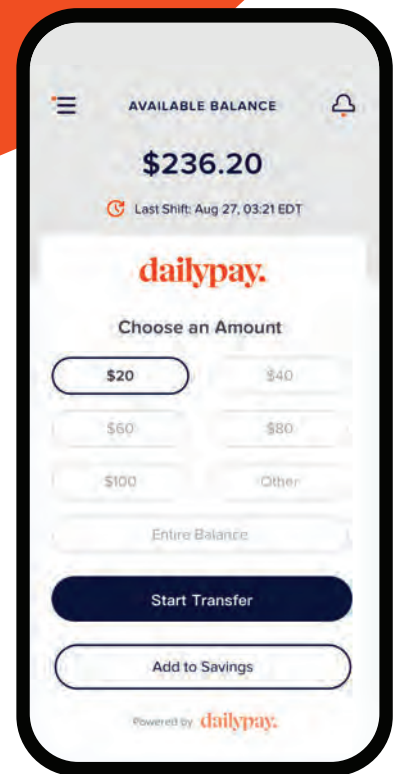 AVAILABLE BALANCE
$236.20
Last Shift: Aug 27, 03:21 EDT
dailypay.
Choose an Amount
$20 $40
$60 $80
$100 Other
Entire Balance
Start Transfer
Add to Savings
Powered by dailypay.